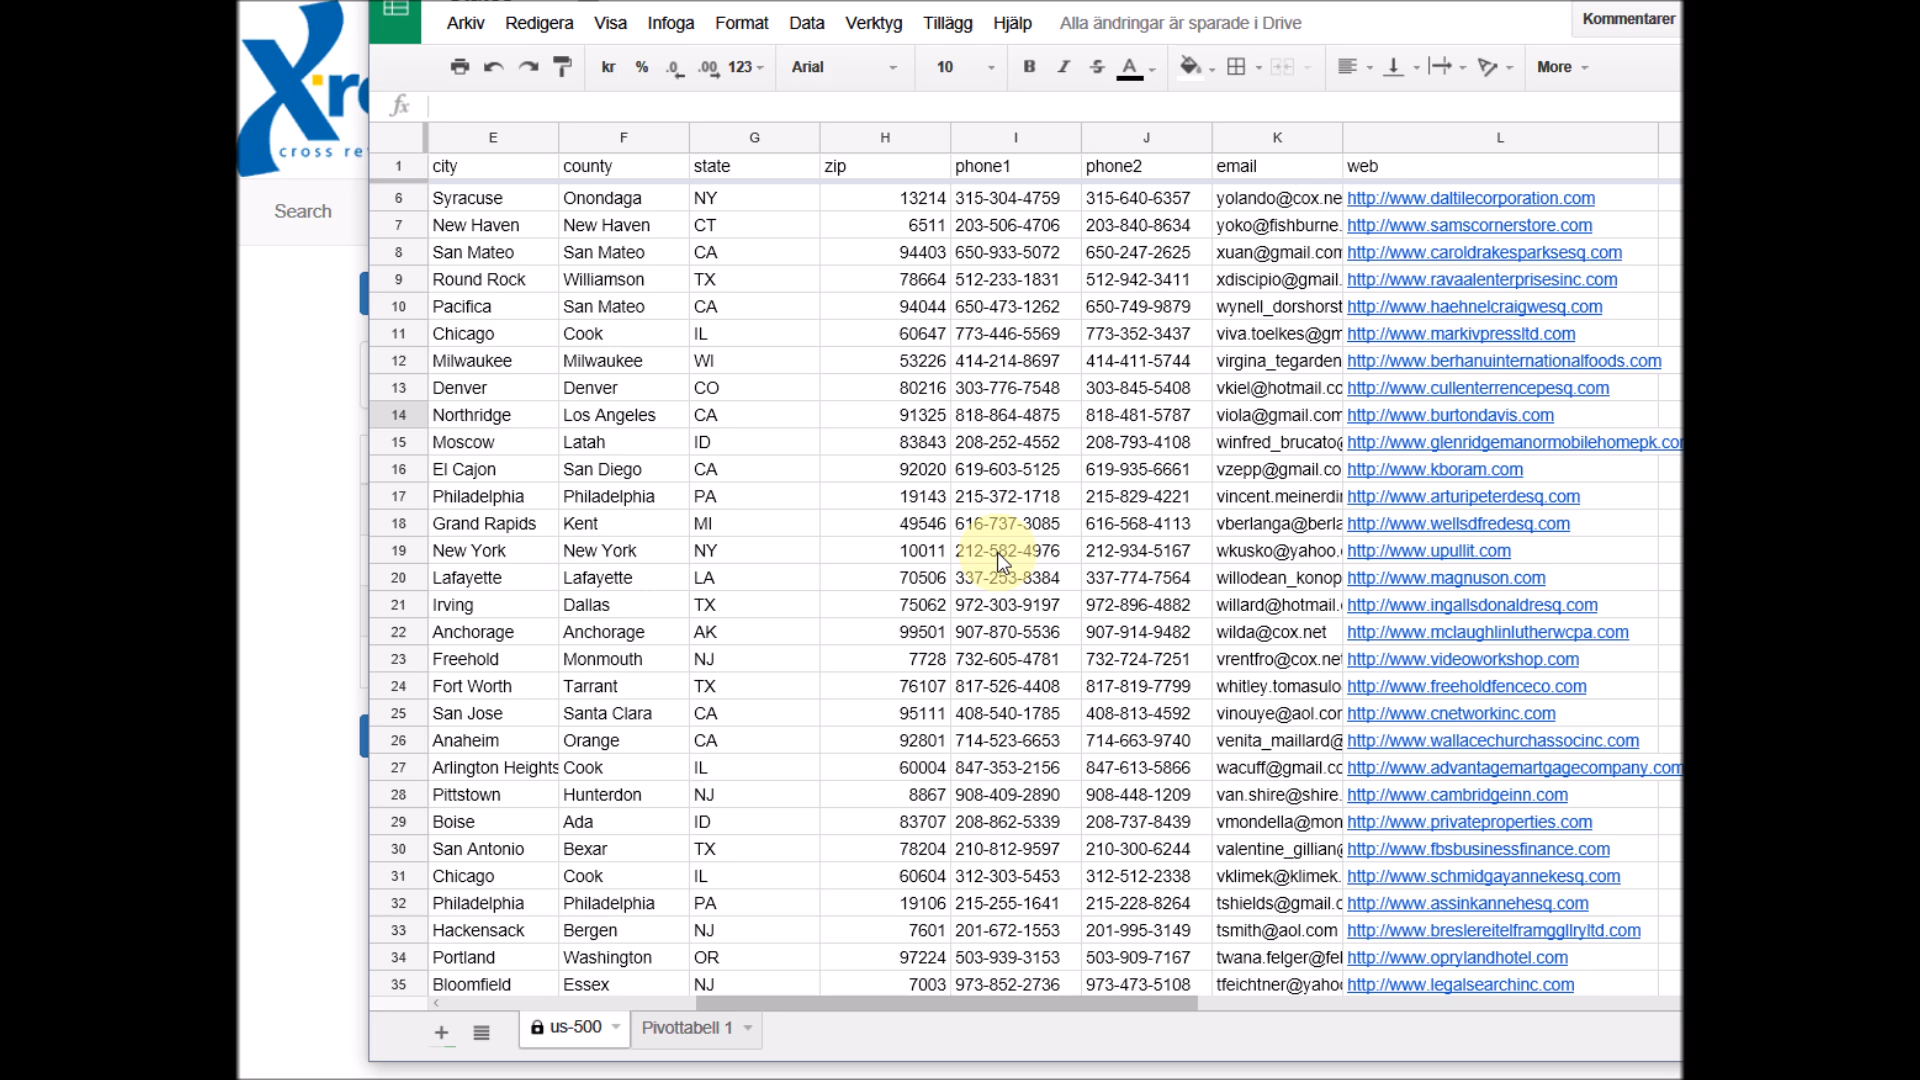 Arkiv Redigera Visa Infoga Format Data Verktyg Tillägg Hjälp Alla ändringar är sparade i Drive Kommentarer
kr % .0 .00 123 Arial 10 B I S A More
fx
cross re
Search
E F G H I J K L
1 city county state zip phone1 phone2 email web
6 Syracuse Onondaga NY 13214 315-304-4759 315-640-6357 yolando@cox.ne http://www.daltilecorporation.com
7 New Haven New Haven CT 6511 203-506-4706 203-840-8634 yoko@fishburne. http://www.samscornerstore.com
8 San Mateo San Mateo CA 94403 650-933-5072 650-247-2625 xuan@gmail.com http://www.caroldrakesparksesq.com
9 Round Rock Williamson TX 78664 512-233-1831 512-942-3411 xdiscipio@gmail. http://www.ravaalenterprisesinc.com
10 Pacifica San Mateo CA 94044 650-473-1262 650-749-9879 wynell_dorshorst http://www.haehnelcraigwesq.com
11 Chicago Cook IL 60647 773-446-5569 773-352-3437 viva.toelkes@gm http://www.markivpressltd.com
12 Milwaukee Milwaukee WI 53226 414-214-8697 414-411-5744 virgina_tegarden http://www.berhanuinternationalfoods.com
13 Denver Denver CO 80216 303-776-7548 303-845-5408 vkiel@hotmail.co http://www.cullenterrencepesq.com
14 Northridge Los Angeles CA 91325 818-864-4875 818-481-5787 viola@gmail.com http://www.burtondavis.com
15 Moscow Latah ID 83843 208-252-4552 208-793-4108 winfred_brucato@ http://www.glenridgemanormobilehomepk.com
16 El Cajon San Diego CA 92020 619-603-5125 619-935-6661 vzepp@gmail.co http://www.kboram.com
17 Philadelphia Philadelphia PA 19143 215-372-1718 215-829-4221 vincent.meinerdi http://www.arturipeterdesq.com
18 Grand Rapids Kent MI 49546 616-737-3085 616-568-4113 vberlanga@berla http://www.wellsdfredesq.com
19 New York New York NY 10011 212-582-4976 212-934-5167 wkusko@yahoo. http://www.upullit.com
20 Lafayette Lafayette LA 70506 337-253-8384 337-774-7564 willodean_konop http://www.magnuson.com
21 Irving Dallas TX 75062 972-303-9197 972-896-4882 willard@hotmail. http://www.ingallsdonaldresq.com
22 Anchorage Anchorage AK 99501 907-870-5536 907-914-9482 wilda@cox.net http://www.mclaughlinlutherwcpa.com
23 Freehold Monmouth NJ 7728 732-605-4781 732-724-7251 vrentfro@cox.net http://www.videoworkshop.com
24 Fort Worth Tarrant TX 76107 817-526-4408 817-819-7799 whitley.tomasulo http://www.freeholdfenceco.com
25 San Jose Santa Clara CA 95111 408-540-1785 408-813-4592 vinouye@aol.com http://www.cnetworkinc.com
26 Anaheim Orange CA 92801 714-523-6653 714-663-9740 venita_maillard@ http://www.wallacechurchassocinc.com
27 Arlington Heights Cook IL 60004 847-353-2156 847-613-5866 wacuff@gmail.co http://www.advantagemartgagecompany.com
28 Pittstown Hunterdon NJ 8867 908-409-2890 908-448-1209 van.shire@shire. http://www.cambridgeinn.com
29 Boise Ada ID 83707 208-862-5339 208-737-8439 vmondella@mon http://www.privateproperties.com
30 San Antonio Bexar TX 78204 210-812-9597 210-300-6244 valentine_gillian@ http://www.fbsbusinessfinance.com
31 Chicago Cook IL 60604 312-303-5453 312-512-2338 vklimek@klimek. http://www.schmidgayannekesq.com
32 Philadelphia Philadelphia PA 19106 215-255-1641 215-228-8264 tshields@gmail.c http://www.assinkannehesq.com
33 Hackensack Bergen NJ 7601 201-672-1553 201-995-3149 tsmith@aol.com http://www.breslereitelframggllryltd.com
34 Portland Washington OR 97224 503-939-3153 503-909-7167 twana.felger@fel http://www.oprylandhotel.com
35 Bloomfield Essex NJ 7003 973-852-2736 973-473-5108 tfeichtner@yahoo http://www.legalsearchinc.com
us-500 Pivottabell 1